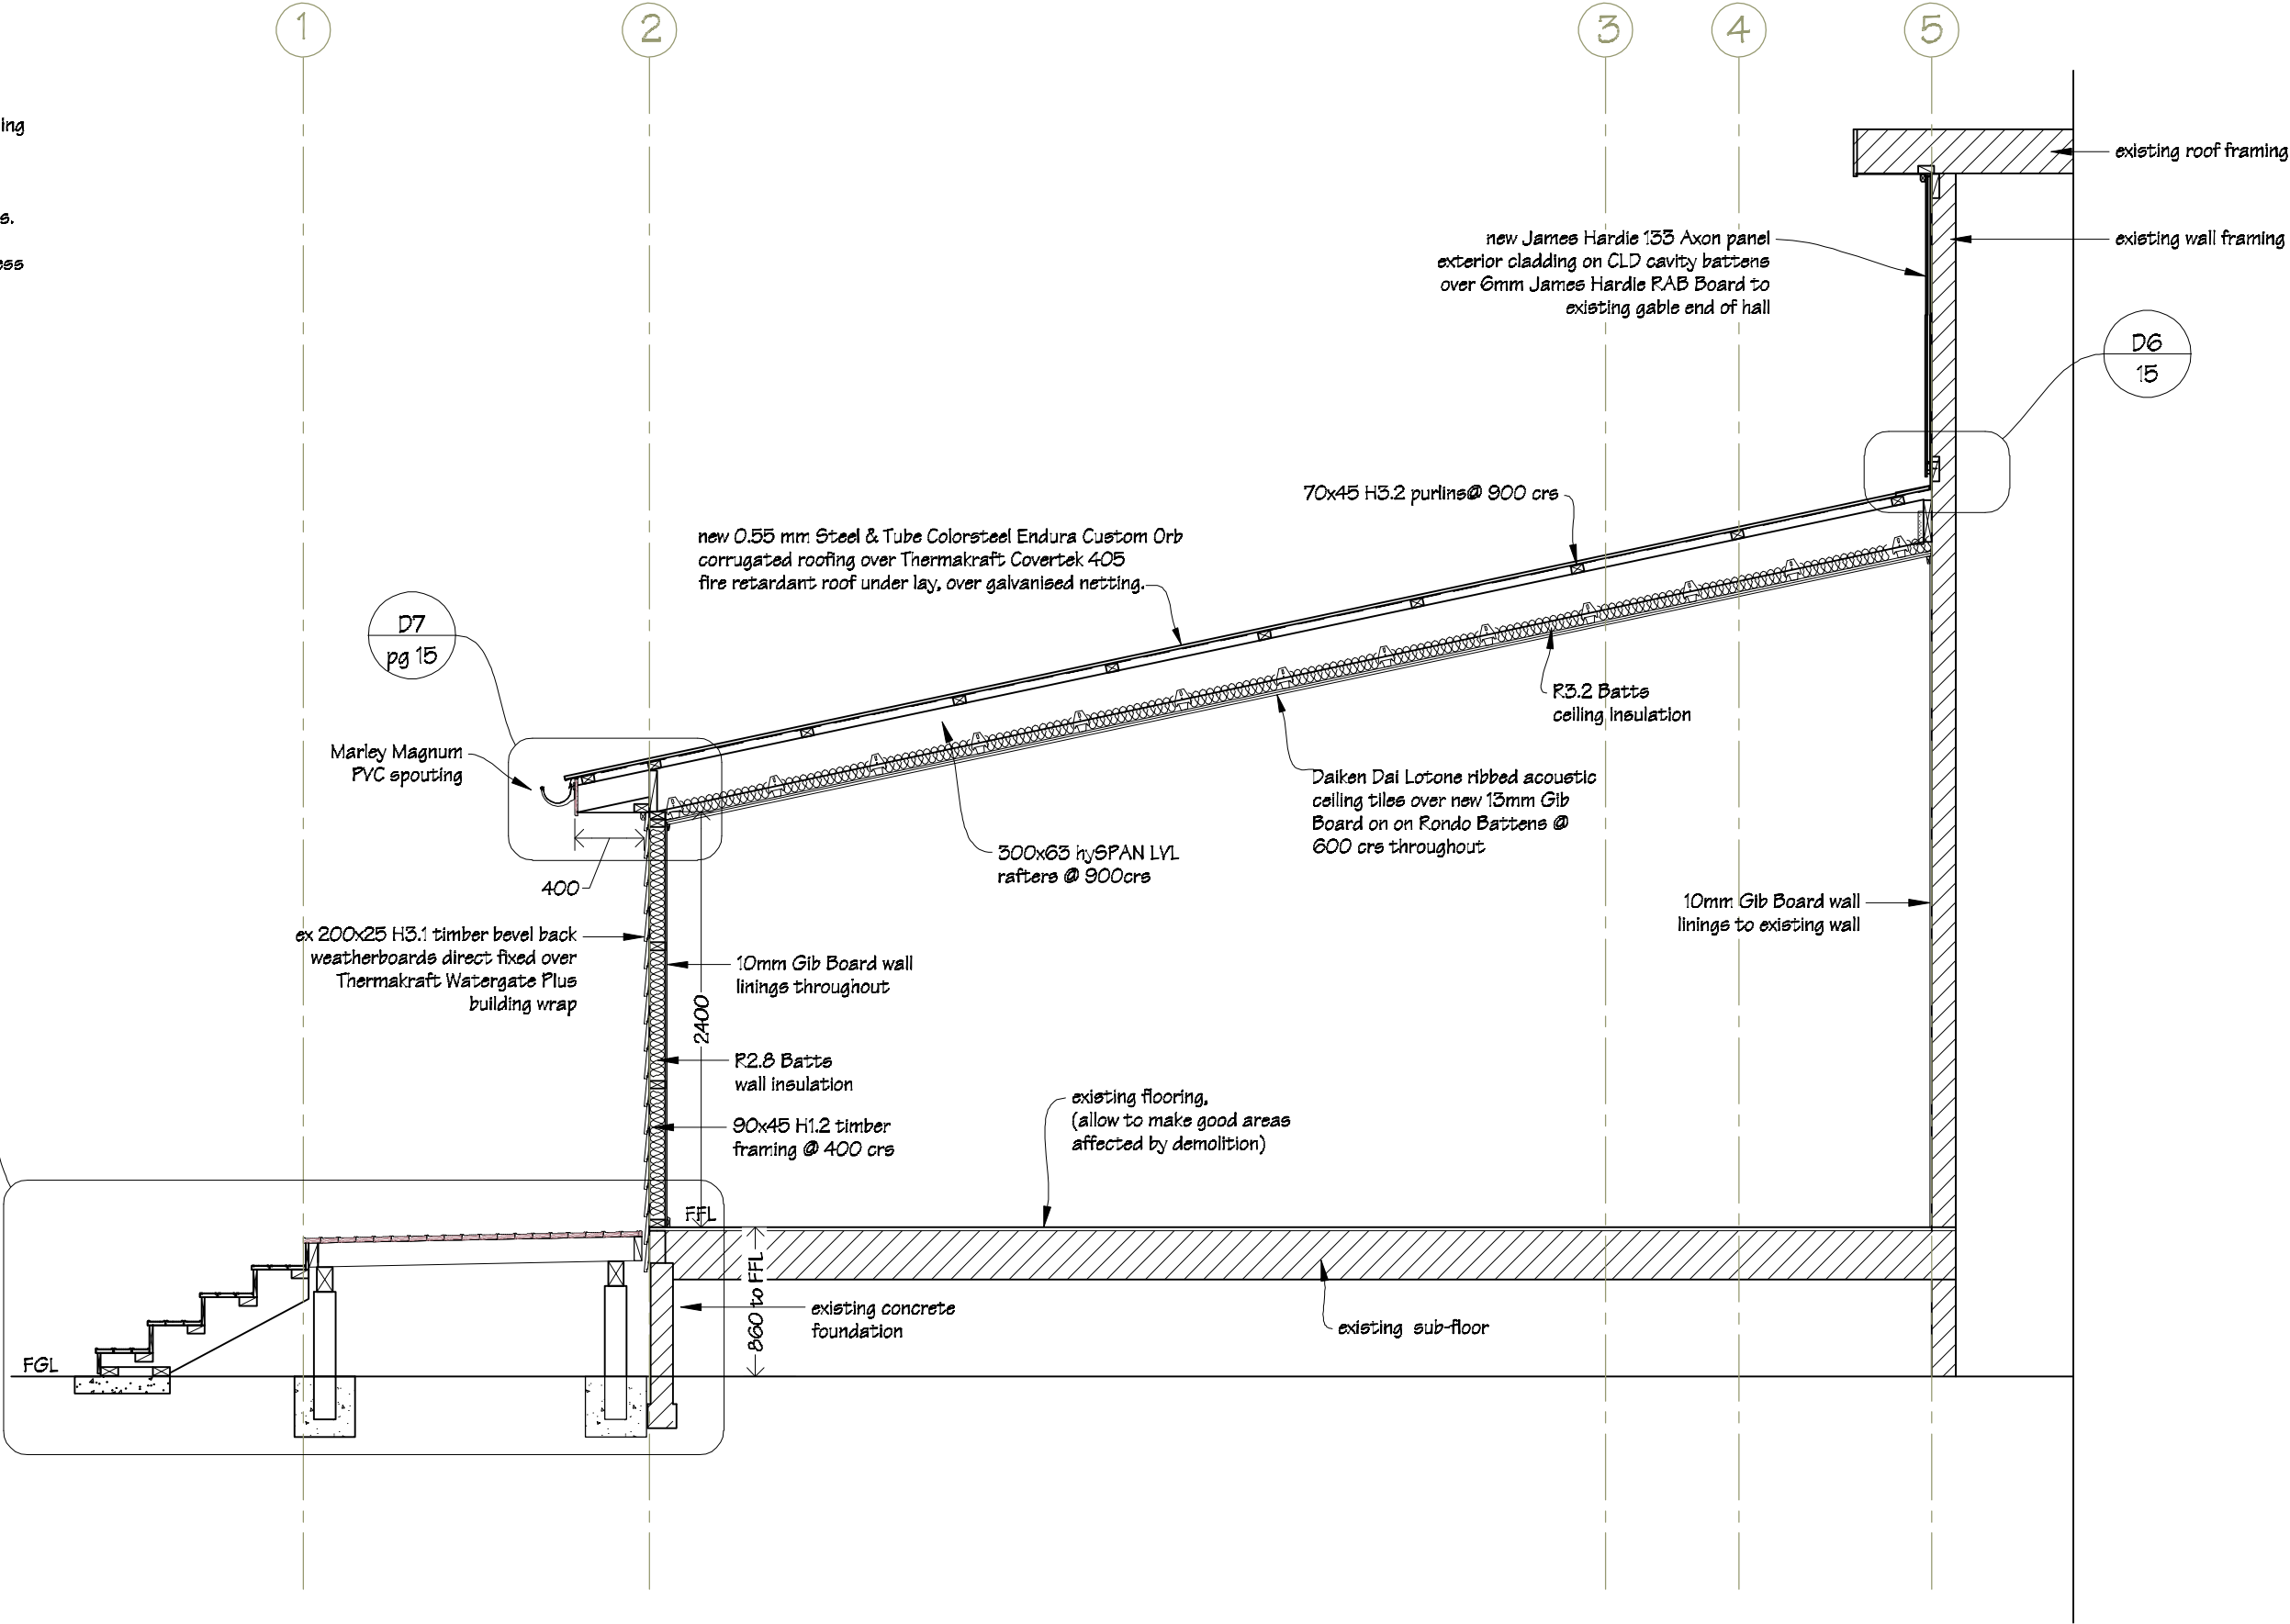 1
2
3
4
5
ing
s.
ess
existing roof framing
existing wall framing
new James Hardie 133 Axon panel
exterior cladding on CLD cavity battens
over 6mm James Hardie RAB Board to
existing gable end of hall
D6
15
70x45 H3.2 purlins@ 900 crs
new 0.55 mm Steel & Tube Colorsteel Endura Custom Orb
corrugated roofing over Thermakraft Covertek 405
fire retardant roof under lay, over galvanised netting.
D7
pg 15
R3.2 Batts
ceiling insulation
Marley Magnum
PVC spouting
Daiken Dai Lotone ribbed acoustic
ceiling tiles over new 13mm Gib
Board on on Rondo Battens @
600 crs throughout
300x63 hySPAN LVL
rafters @ 900crs
400
10mm Gib Board wall
linings to existing wall
ex 200x25 H3.1 timber bevel back
weatherboards direct fixed over
Thermakraft Watergate Plus
building wrap
10mm Gib Board wall
linings throughout
2400
R2.8 Batts
wall insulation
90x45 H1.2 timber
framing @ 400 crs
existing flooring,
(allow to make good areas
affected by demolition)
FFL
860 to FFL
existing concrete
foundation
existing sub-floor
FGL